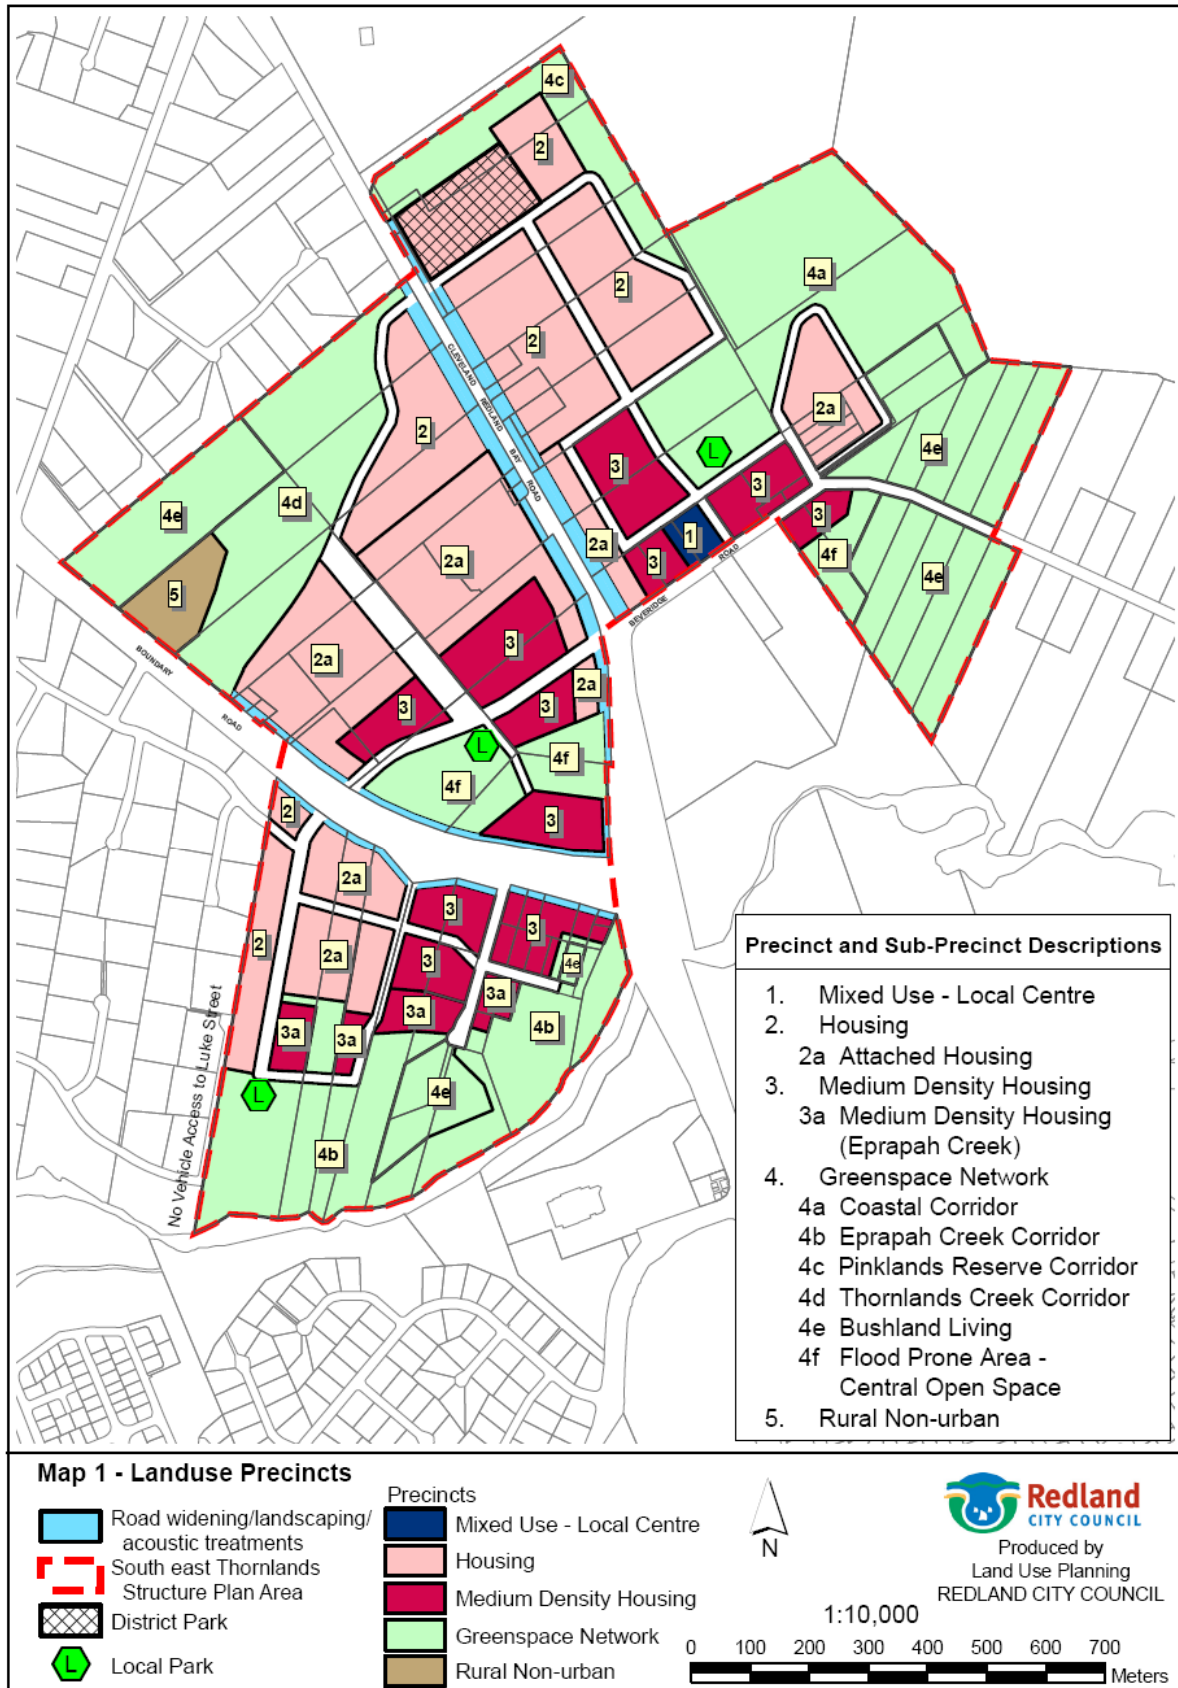 4c
2
4a
2
2
2a
2
4e
3
L
3
4d
4e
3
1
2a
2a
3
4f
4e
5
CLEVELAND REDLAND BAY ROAD
BEVERIDGE ROAD
BOUNDARY ROAD
3
2a
2a
3
3
L
4f
4f
3
2
2a
3
3
2
2a
3
4e
3a
3a
4b
3a
3a
L
4e
4b
No Vehicle Access to Luke Street
Precinct and Sub-Precinct Descriptions
1. Mixed Use - Local Centre
2. Housing
2a Attached Housing
3. Medium Density Housing
3a Medium Density Housing
(Eprapah Creek)
4. Greenspace Network
4a Coastal Corridor
4b Eprapah Creek Corridor
4c Pinklands Reserve Corridor
4d Thornlands Creek Corridor
4e Bushland Living
4f Flood Prone Area -
Central Open Space
5. Rural Non-urban
Map 1 - Landuse Precincts
Road widening/landscaping/
acoustic treatments
South east Thornlands
Structure Plan Area
District Park
L Local Park
Precincts
Mixed Use - Local Centre
Housing
Medium Density Housing
Greenspace Network
Rural Non-urban
N
1:10,000
0 100 200 300 400 500 600 700
Meters
Redland
CITY COUNCIL
Produced by
Land Use Planning
REDLAND CITY COUNCIL